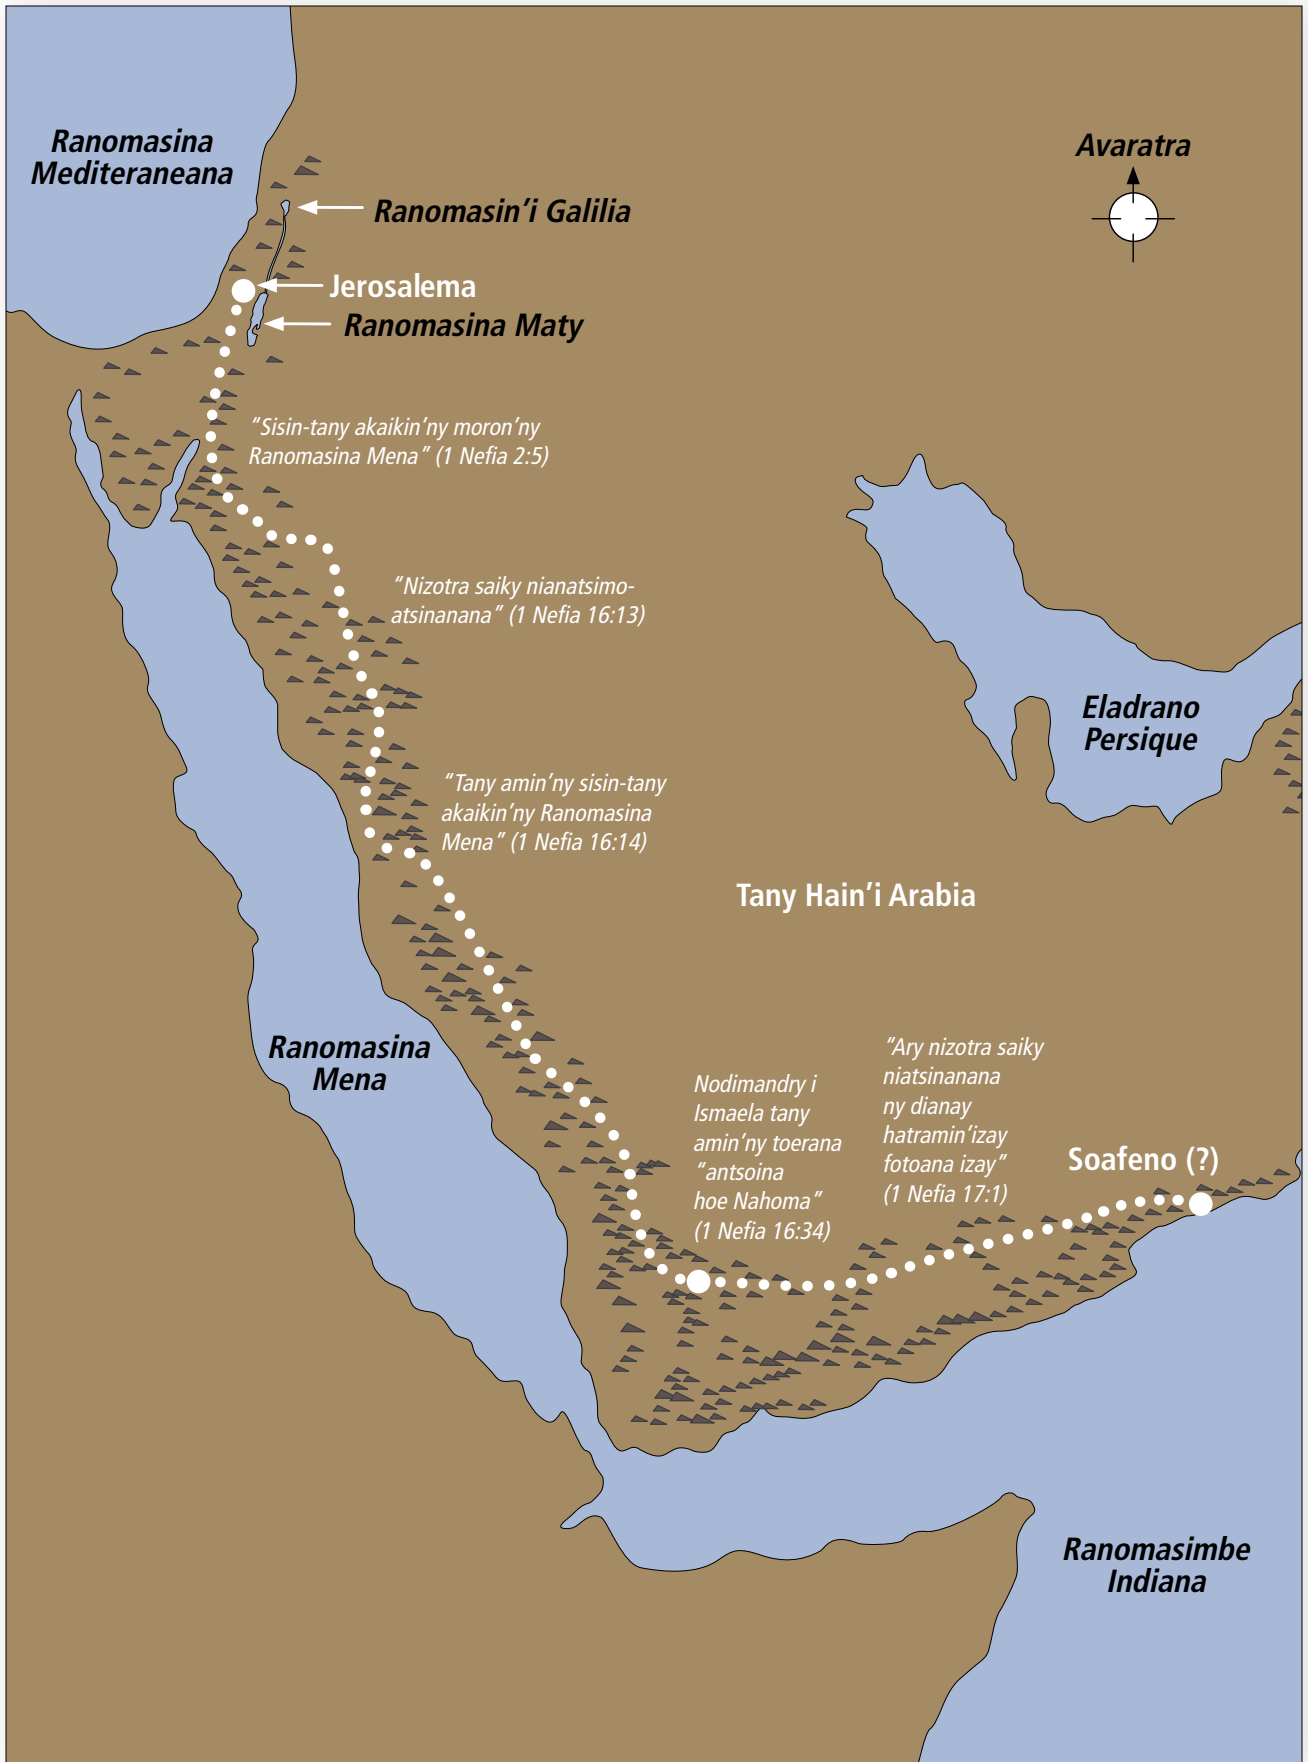 Ranomasina
Mediteraneana
Avaratra
Ranomasin’i Galilia
Jerosalema
Ranomasina Maty
“Sisin-tany akaikin’ny moron’ny
Ranomasina Mena” (1 Nefia 2:5)
“Nizotra saiky nianatsimo-
atsinanana” (1 Nefia 16:13)
Eladrano
Persique
“Tany amin’ny sisin-tany
akaikin’ny Ranomasina
Mena” (1 Nefia 16:14)
Tany Hain’i Arabia
Ranomasina
Mena
Nodimandry i
Ismaela tany
amin’ny toerana
“antsoina
hoe Nahoma”
(1 Nefia 16:34)
“Ary nizotra saiky
niatsinanana
ny dianay
hatramin’izay
fotoana izay”
(1 Nefia 17:1)
Soafeno (?)
Ranomasimbe
Indiana